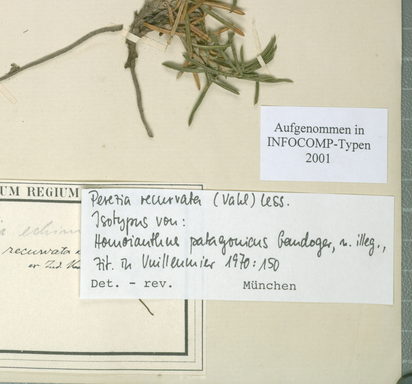 Aufgenommen in
INFOCOMP-Typen
2001
UM REGIUM
Perezia recurvata (Vahl) Less.
Isotypus von:
Homoianthus patagonicus Gandoger, n. illeg.,
Zit. in Vuilleumier 1970: 150
Det. - rev. München
recurvata